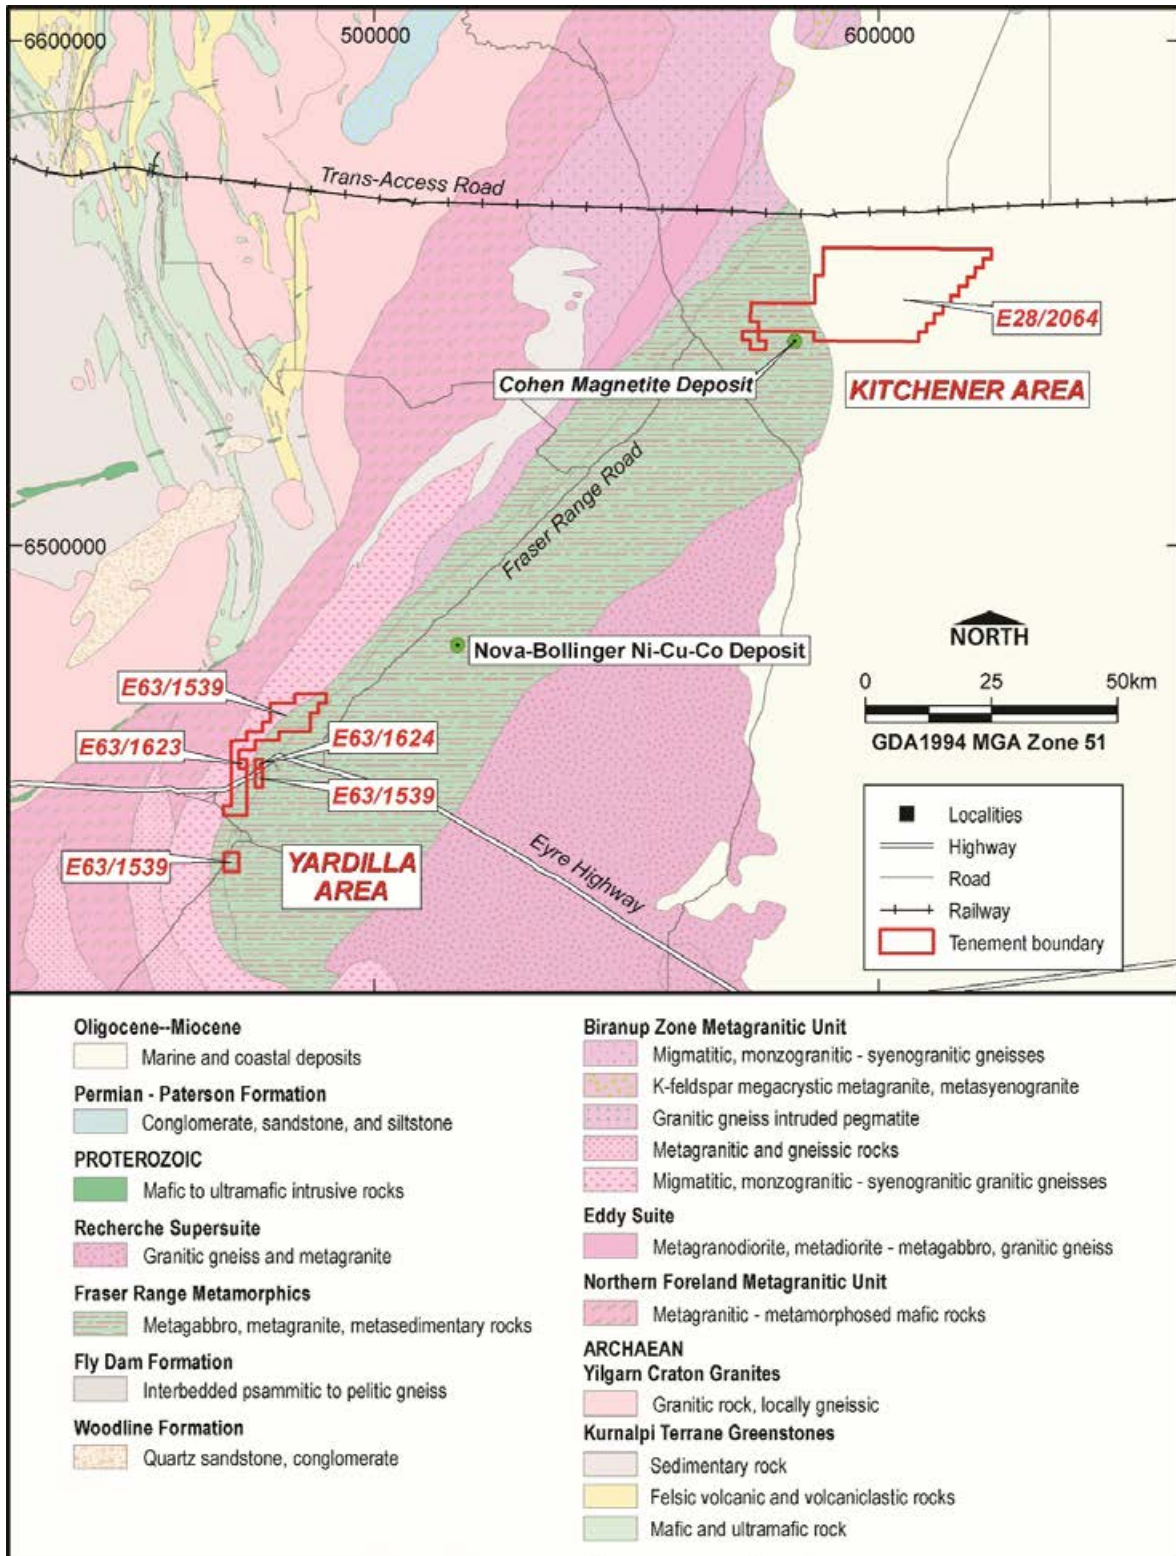 6600000
500000
600000
Trans-Access Road
E28/2064
Cohen Magnetite Deposit
KITCHENER AREA
Fraser Range Road
6500000
NORTH
Nova-Bollinger Ni-Cu-Co Deposit
0 25 50km
GDA1994 MGA Zone 51
E63/1539
E63/1623
E63/1624
E63/1539
E63/1539
YARDILLA
AREA
Eyre Highway
Localities
Highway
Road
Railway
Tenement boundary
Oligocene--Miocene
Marine and coastal deposits
Permian - Paterson Formation
Conglomerate, sandstone, and siltstone
PROTEROZOIC
Mafic to ultramafic intrusive rocks
Recherche Supersuite
Granitic gneiss and metagranite
Fraser Range Metamorphics
Metagabbro, metagranite, metasedimentary rocks
Fly Dam Formation
Interbedded psammitic to pelitic gneiss
Woodline Formation
Quartz sandstone, conglomerate
Biranup Zone Metagranitic Unit
Migmatitic, monzogranitic - syenogranitic gneisses
K-feldspar megacrystic metagranite, metasyenogranite
Granitic gneiss intruded pegmatite
Metagranitic and gneissic rocks
Migmatitic, monzogranitic - syenogranitic granitic gneisses
Eddy Suite
Metagranodiorite, metadiorite - metagabbro, granitic gneiss
Northern Foreland Metagranitic Unit
Metagranitic - metamorphosed mafic rocks
ARCHAEAN
Yilgarn Craton Granites
Granitic rock, locally gneissic
Kurnalpi Terrane Greenstones
Sedimentary rock
Felsic volcanic and volcaniclastic rocks
Mafic and ultramafic rock